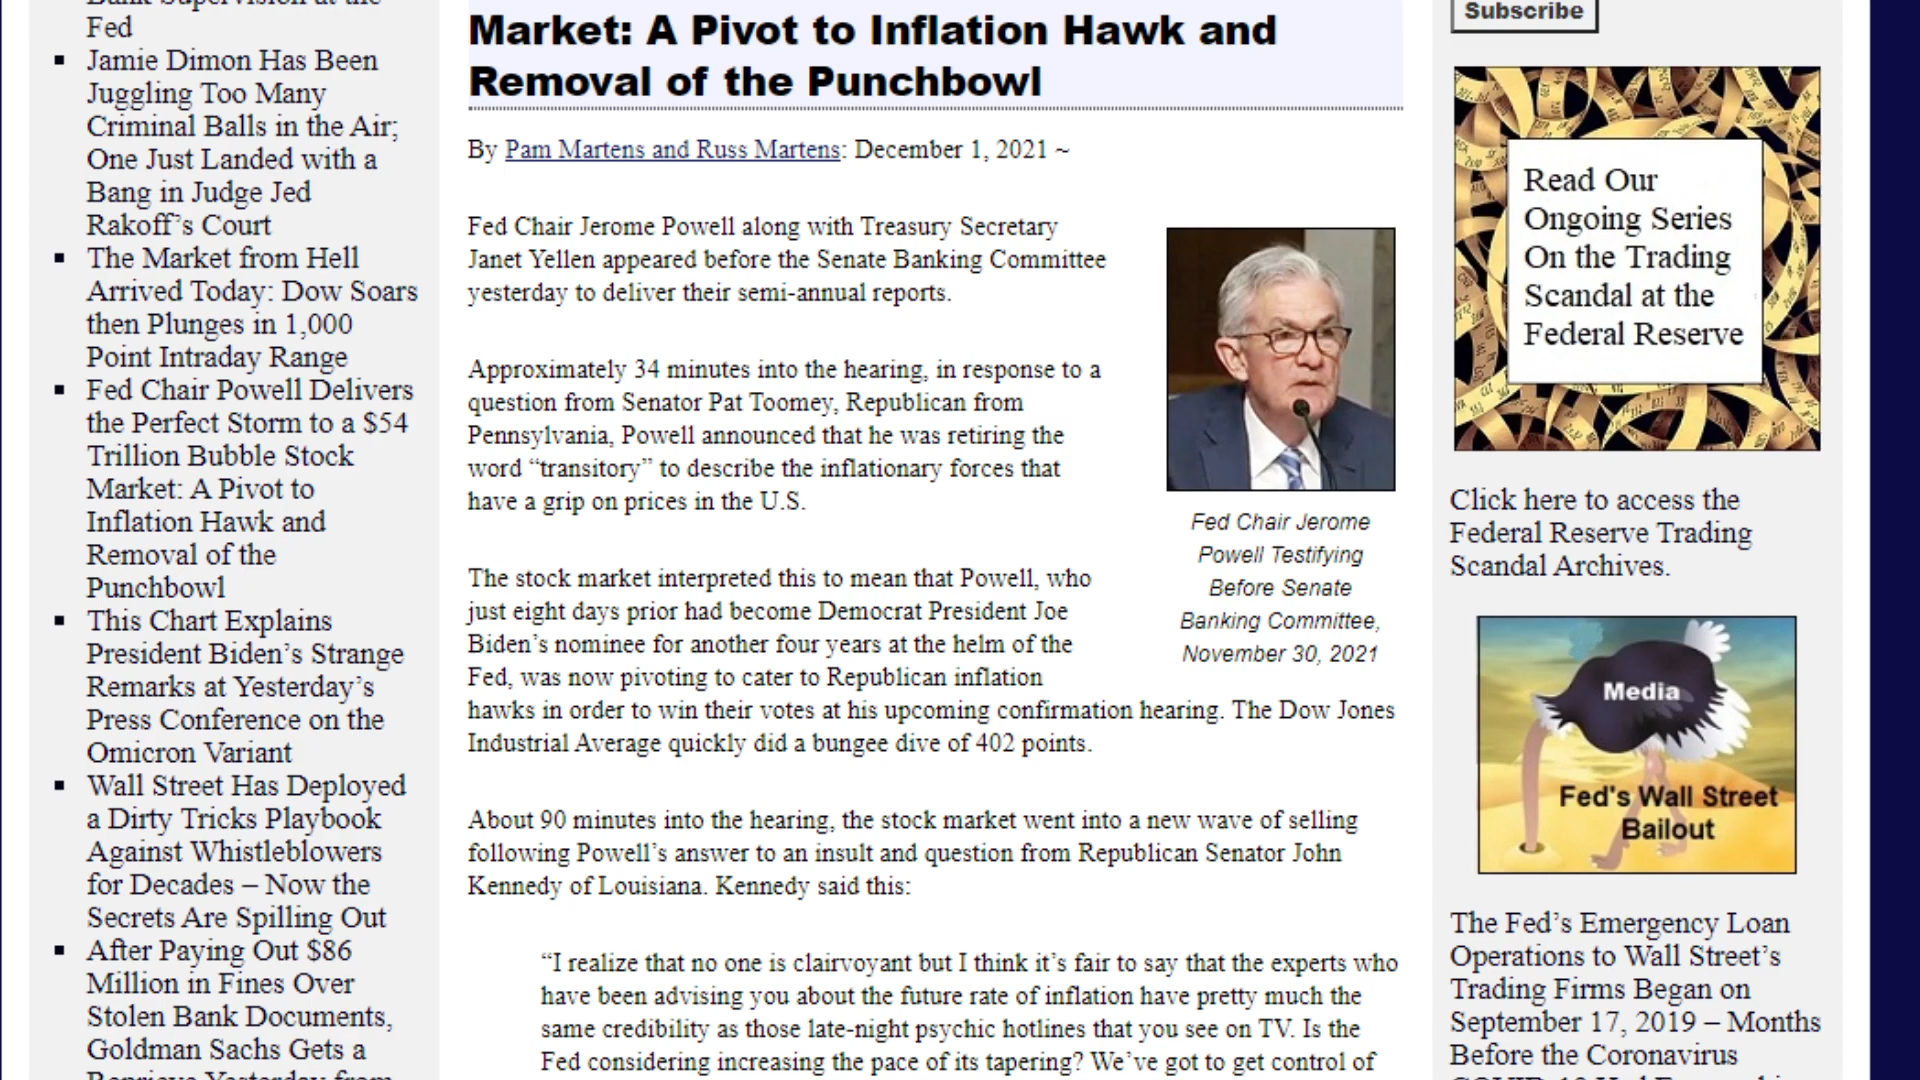 Bank Supervision at the
Fed
Jamie Dimon Has Been
Juggling Too Many
Criminal Balls in the Air;
One Just Landed with a
Bang in Judge Jed
Rakoff’s Court
The Market from Hell
Arrived Today: Dow Soars
then Plunges in 1,000
Point Intraday Range
Fed Chair Powell Delivers
the Perfect Storm to a $54
Trillion Bubble Stock
Market: A Pivot to
Inflation Hawk and
Removal of the
Punchbowl
This Chart Explains
President Biden’s Strange
Remarks at Yesterday’s
Press Conference on the
Omicron Variant
Wall Street Has Deployed
a Dirty Tricks Playbook
Against Whistleblowers
for Decades – Now the
Secrets Are Spilling Out
After Paying Out $86
Million in Fines Over
Stolen Bank Documents,
Goldman Sachs Gets a
Reprieve Yesterday from
Market: A Pivot to Inflation Hawk and
Removal of the Punchbowl
By Pam Martens and Russ Martens: December 1, 2021 ~
Fed Chair Jerome Powell along with Treasury Secretary
Janet Yellen appeared before the Senate Banking Committee
yesterday to deliver their semi-annual reports.
Approximately 34 minutes into the hearing, in response to a
question from Senator Pat Toomey, Republican from
Pennsylvania, Powell announced that he was retiring the
word “transitory” to describe the inflationary forces that
have a grip on prices in the U.S.
The stock market interpreted this to mean that Powell, who
just eight days prior had become Democrat President Joe
Biden’s nominee for another four years at the helm of the
Fed, was now pivoting to cater to Republican inflation
hawks in order to win their votes at his upcoming confirmation hearing. The Dow Jones
Industrial Average quickly did a bungee dive of 402 points.
About 90 minutes into the hearing, the stock market went into a new wave of selling
following Powell’s answer to an insult and question from Republican Senator John
Kennedy of Louisiana. Kennedy said this:
“I realize that no one is clairvoyant but I think it’s fair to say that the experts who
have been advising you about the future rate of inflation have pretty much the
same credibility as those late-night psychic hotlines that you see on TV. Is the
Fed considering increasing the pace of its tapering? We’ve got to get control of
Fed Chair Jerome
Powell Testifying
Before Senate
Banking Committee,
November 30, 2021
Subscribe
Read Our
Ongoing Series
On the Trading
Scandal at the
Federal Reserve
Click here to access the
Federal Reserve Trading
Scandal Archives.
Media
Fed's Wall Street
Bailout
The Fed’s Emergency Loan
Operations to Wall Street’s
Trading Firms Began on
September 17, 2019 – Months
Before the Coronavirus